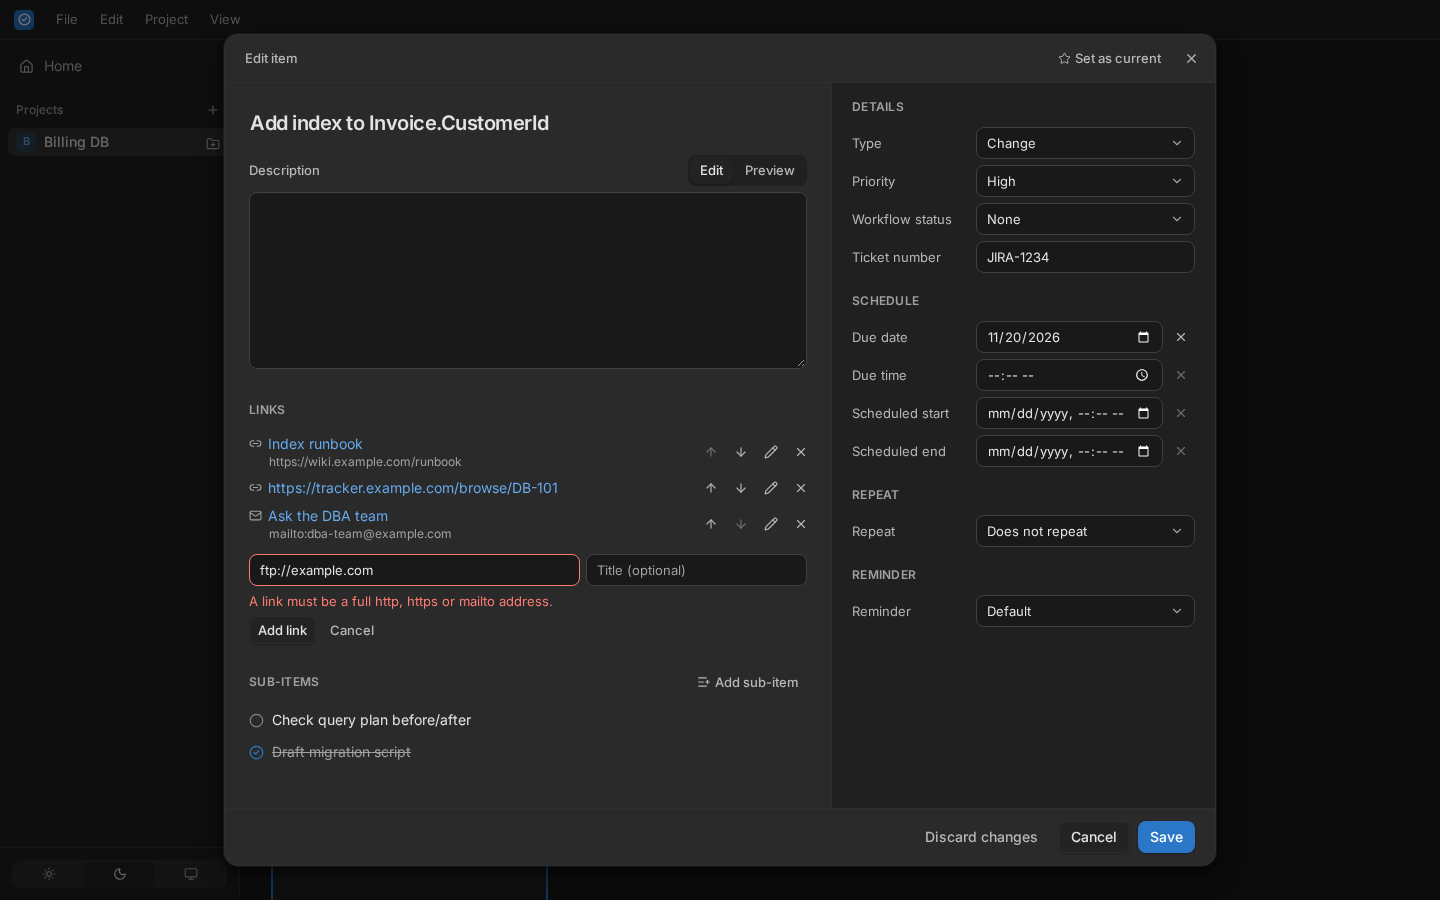 File Edit Project View
Home
Projects
B Billing DB
Edit item
Set as current
Add index to Invoice.CustomerId
Description
Edit Preview
LINKS
Index runbook
https://wiki.example.com/runbook
https://tracker.example.com/browse/DB-101
Ask the DBA team
mailto:dba-team@example.com
ftp://example.com
Title (optional)
A link must be a full http, https or mailto address.
Add link Cancel
SUB-ITEMS
Add sub-item
Check query plan before/after
Draft migration script
DETAILS
Type Change
Priority High
Workflow status None
Ticket number JIRA-1234
SCHEDULE
Due date 11/20/2026
Due time --:-- --
Scheduled start mm/dd/yyyy, --:-- --
Scheduled end mm/dd/yyyy, --:-- --
REPEAT
Repeat Does not repeat
REMINDER
Reminder Default
Discard changes Cancel Save